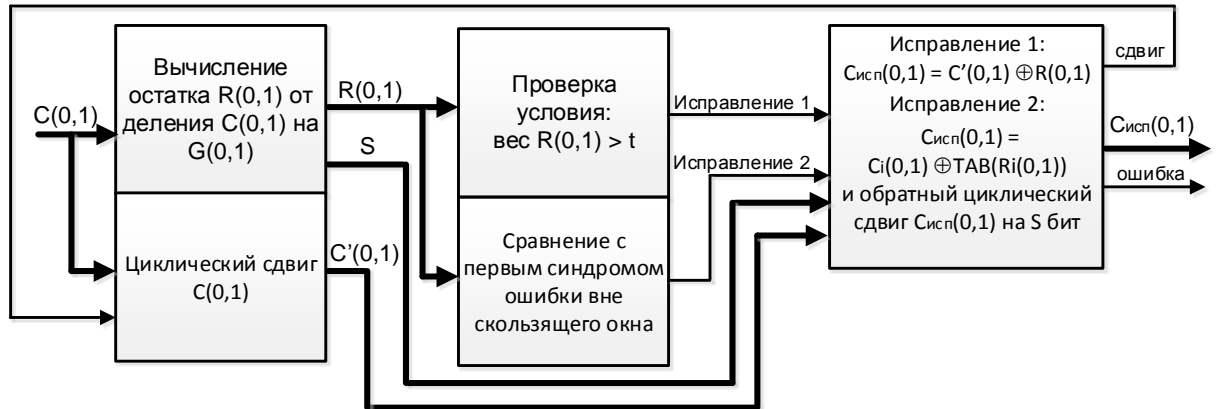 C(0,1)
Вычисление
остатка R(0,1) от
деления C(0,1) на
G(0,1)
Циклический сдвиг
C(0,1)
R(0,1)
S
C'(0,1)
Проверка
условия:
вес R(0,1) > t
Сравнение с
первым синдромом
ошибки вне
скользящего окна
Исправление 1
Исправление 2
Исправление 1:
Cисп(0,1) = C'(0,1) ⊕R(0,1)
Исправление 2:
Cисп(0,1) =
Ci(0,1) ⊕TAB(Ri(0,1))
и обратный циклический
сдвиг Cисп(0,1) на S бит
сдвиг
Cисп(0,1)
ошибка